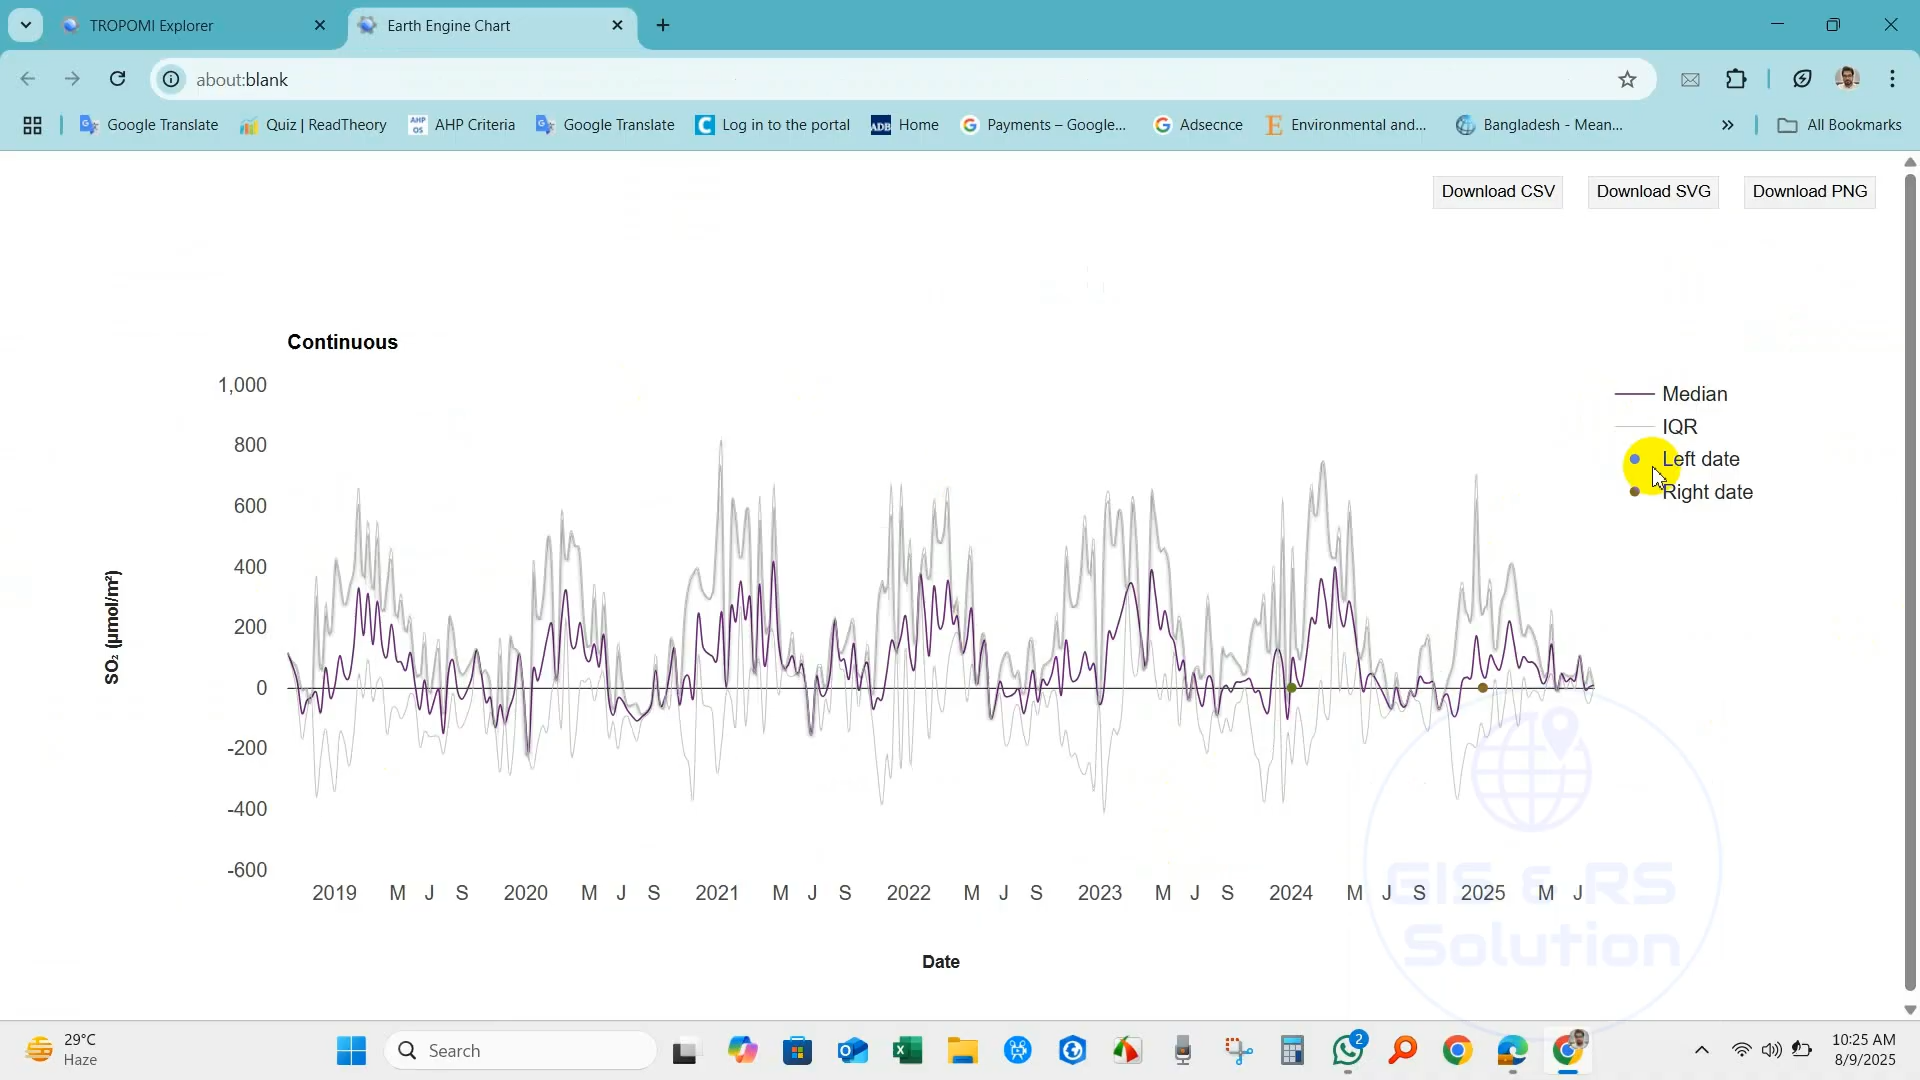 TROPOMI Explorer
Earth Engine Chart
about:blank
Google Translate
Quiz | ReadTheory
AHP OS
AHP Criteria
Google Translate
Log in to the portal
ADB
Home
Payments – Google...
Adsecnce
Environmental and...
Bangladesh - Mean...
All Bookmarks
Download CSV
Download SVG
Download PNG
Continuous
1,000
800
600
400
200
0
-200
-400
-600
SO₂ (µmol/m²)
Median
IQR
Left date
Right date
2019 M J S 2020 M J S 2021 M J S 2022 M J S 2023 M J S 2024 M J S 2025 M J
Date
GIS & RS
Solution
29°C
Haze
Search
2
10:25 AM
8/9/2025